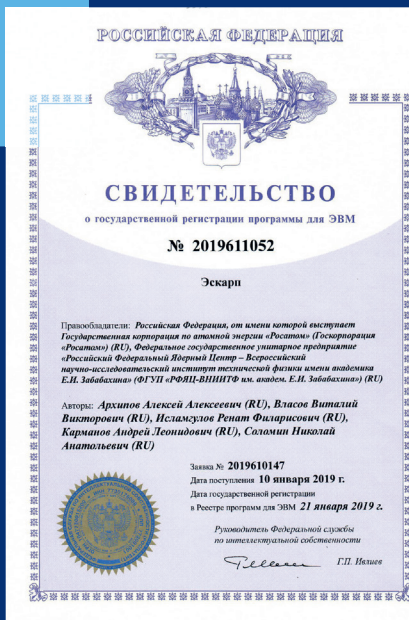 РОССИЙСКАЯ ФЕДЕРАЦИЯ
СВИДЕТЕЛЬСТВО
о государственной регистрации программы для ЭВМ
№ 2019611052
Эскарп
Правообладатели: Российская Федерация, от имени которой выступает
Государственная корпорация по атомной энергии «Росатом» (Госкорпорация
«Росатом») (RU), Федеральное государственное унитарное предприятие
«Российский Федеральный Ядерный Центр – Всероссийский
научно-исследовательский институт технической физики имени академика
Е.И. Забабахина» (ФГУП «РФЯЦ-ВНИИТФ им. академ. Е.И. Забабахина») (RU)
Авторы: Архипов Алексей Алексеевич (RU), Власов Виталий
Викторович (RU), Исламгулов Ренат Филарисович (RU),
Карманов Андрей Леонидович (RU), Соломин Николай
Анатольевич (RU)
Заявка № 2019610147
Дата поступления 10 января 2019 г.
Дата государственной регистрации
в Реестре программ для ЭВМ 21 января 2019 г.
Руководитель Федеральной службы
по интеллектуальной собственности
Г.П. Ивлиев